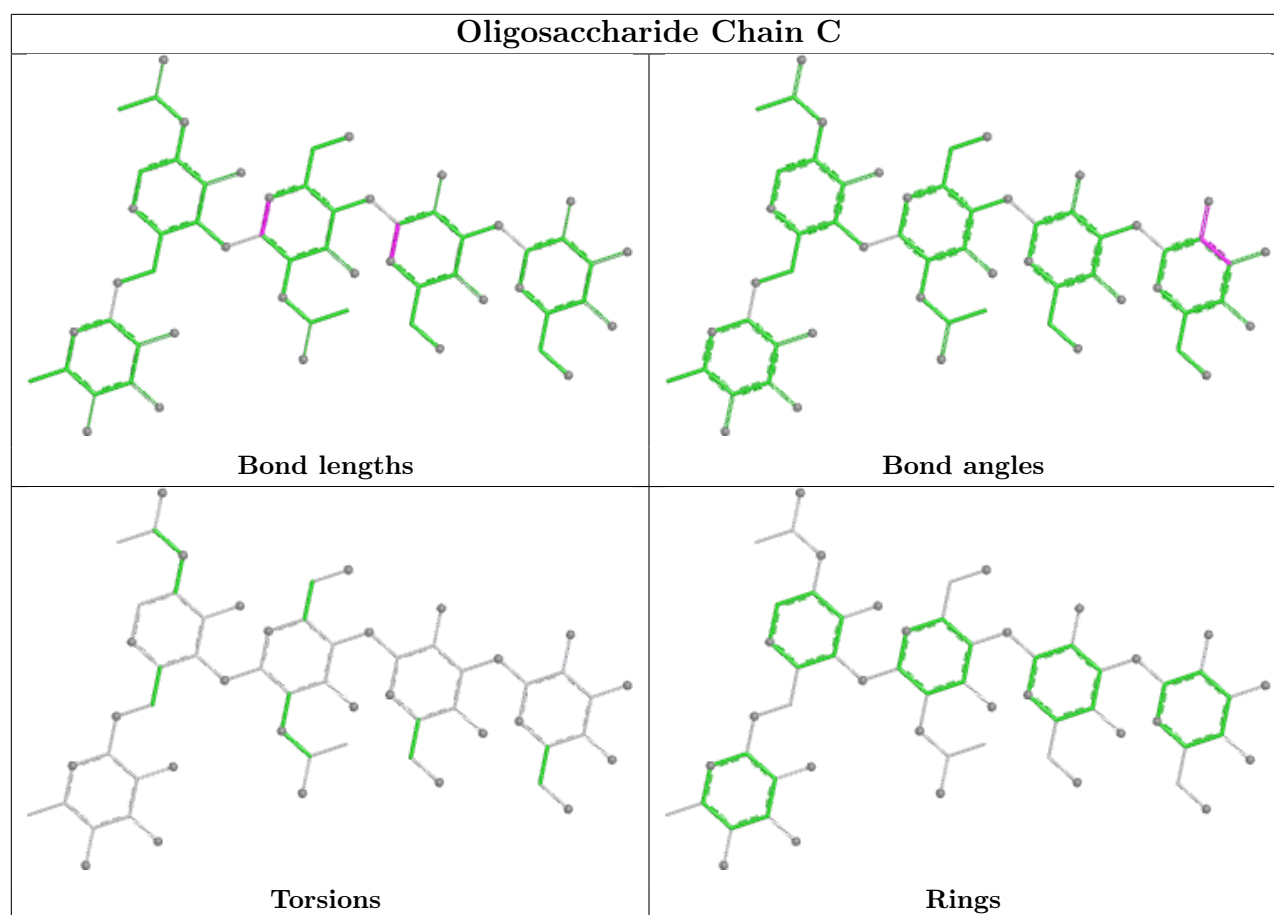 Oligosaccharide Chain C
Bond lengths
Bond angles
Torsions
Rings